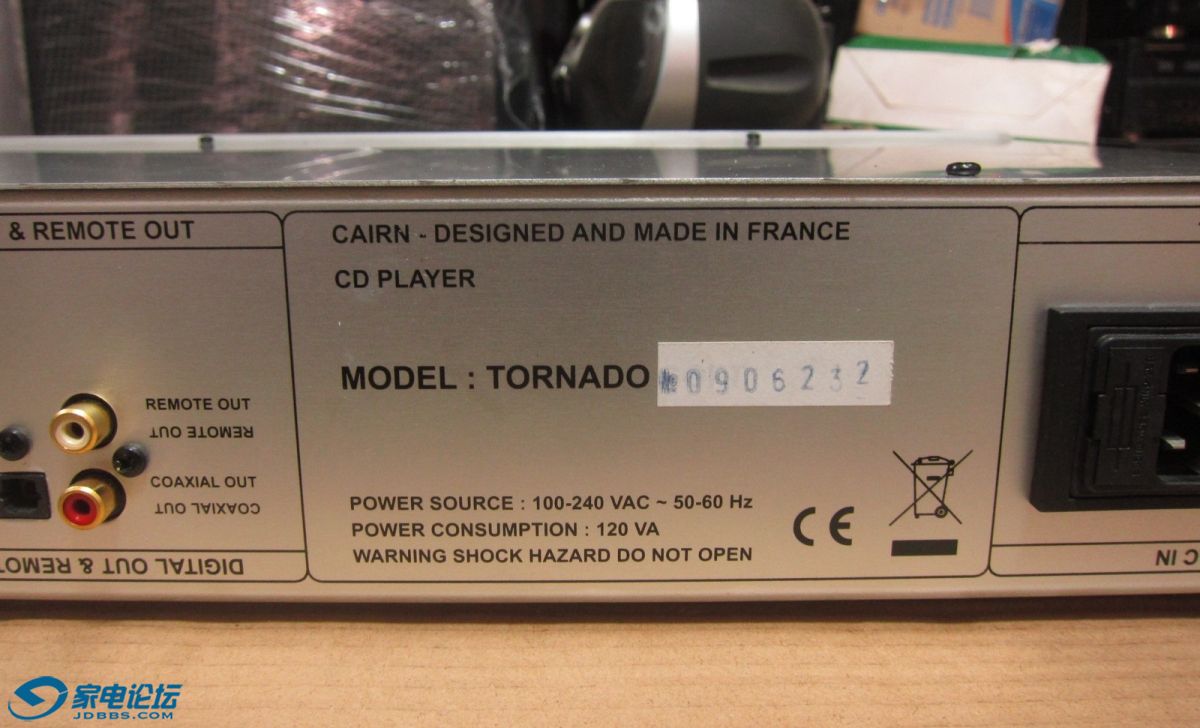 & REMOTE OUT
CAIRN - DESIGNED AND MADE IN FRANCE
CD PLAYER
MODEL : TORNADO
№0906232
REMOTE OUT
REMOTE OUT
COAXIAL OUT
COAXIAL OUT
POWER SOURCE : 100-240 VAC ~ 50-60 Hz
POWER CONSUMPTION : 120 VA
WARNING SHOCK HAZARD DO NOT OPEN
CE
DIGITAL OUT & REMO
C IN
家电论坛
JDBBS.COM